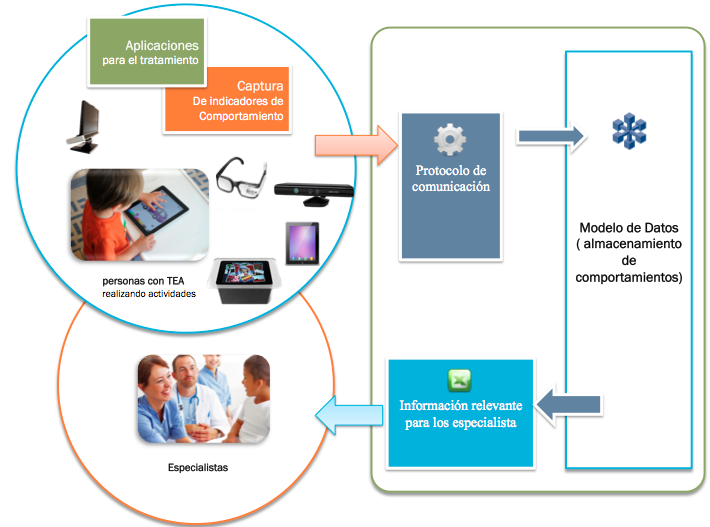 Aplicaciones
para el tratamiento
Captura
De indicadores de
Comportamiento
personas con TEA
realizando actividades
Especialistas
Protocolo de
comunicación
Modelo de Datos
( almacenamiento
de
comportamientos)
Información relevante
para los especialista